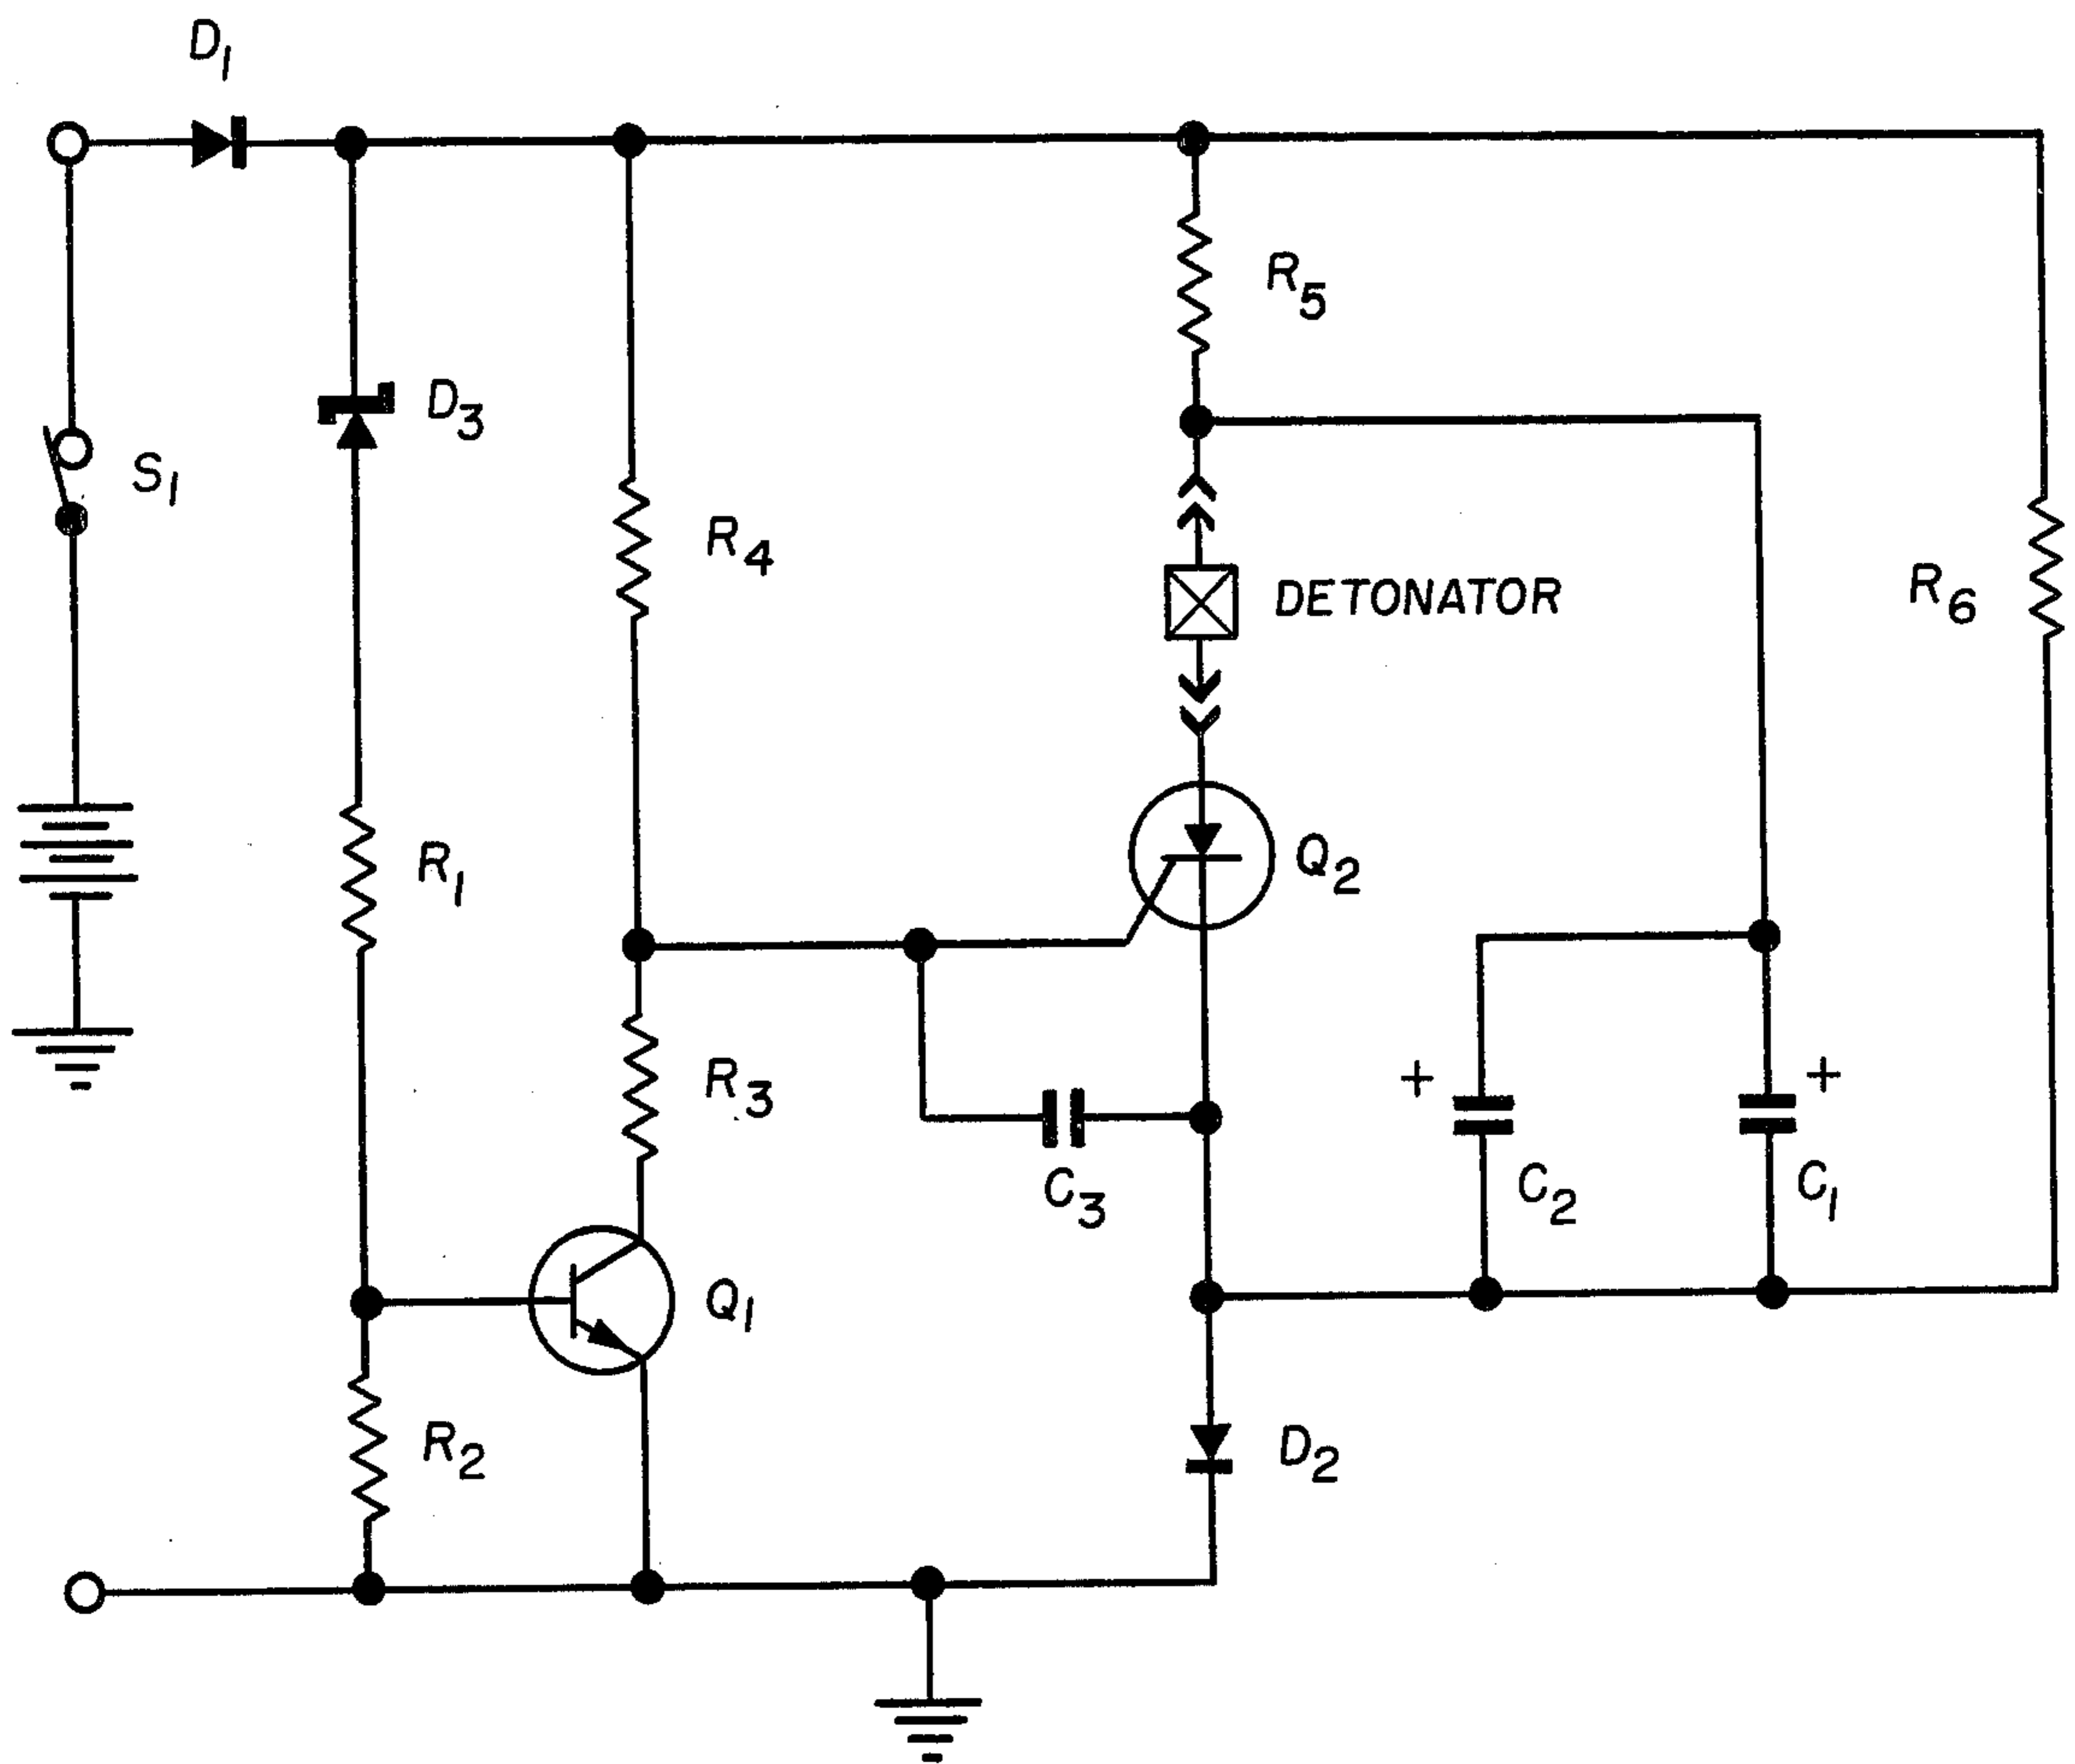 D1
R5
D3
S1
R4
DETONATOR
R6
R1
Q2
R3
+
+
C3
C2
C1
Q1
R2
D2